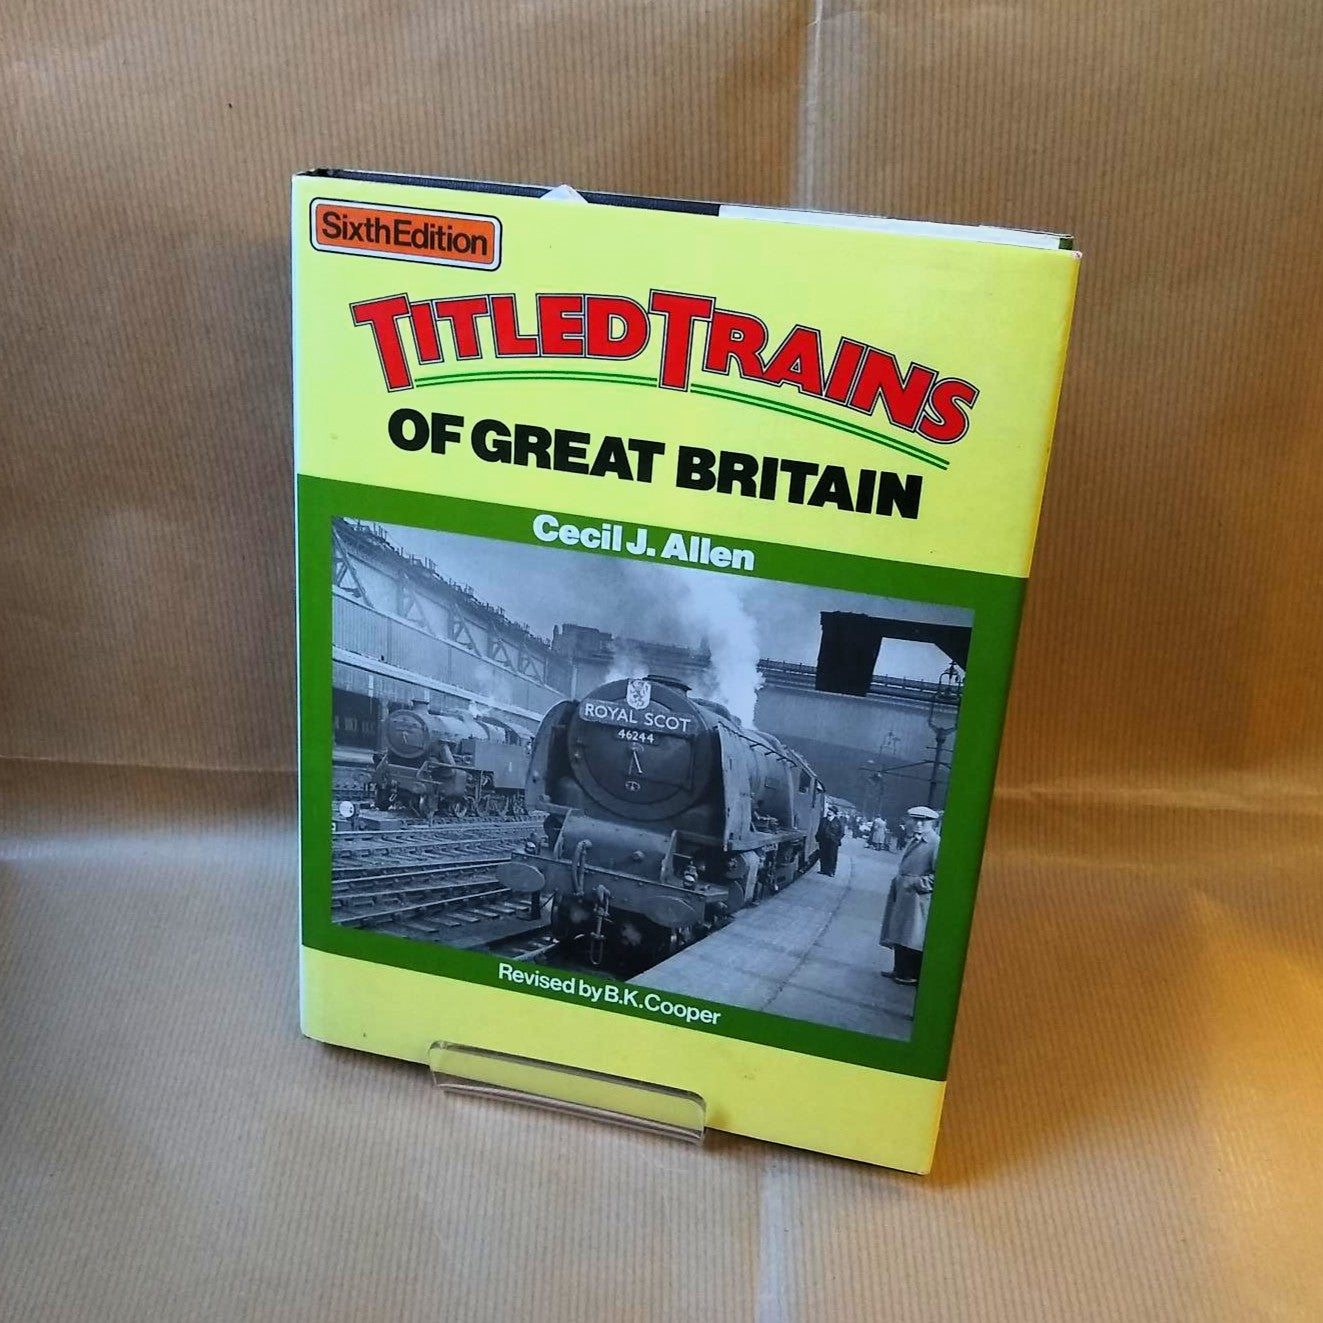 Sixth Edition
TITLED TRAINS
OF GREAT BRITAIN
Cecil J. Allen
ROYAL SCOT
46244
Revised by B.K. Cooper